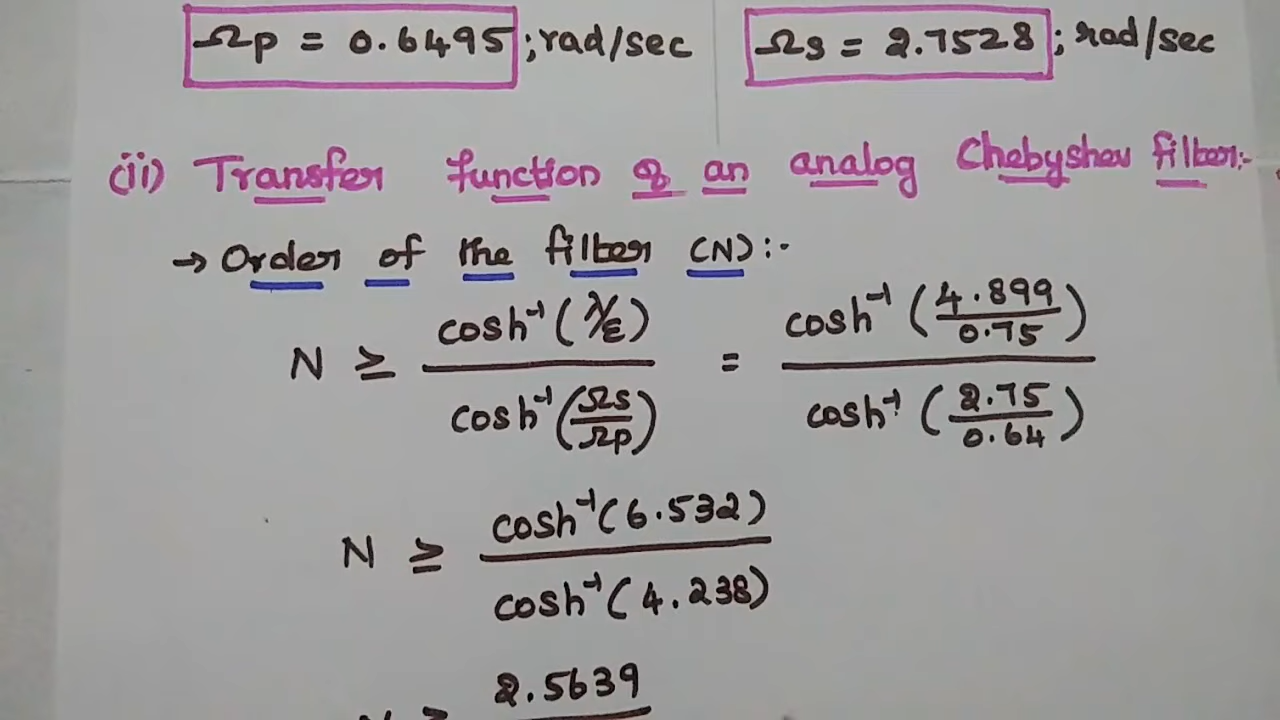 Ωp = 0.6495 ; rad/sec Ωs = 2.7528 ; rad/sec
(ii) Transfer function of an analog Chebyshev filter:-
→ Order of the filter (N):-
N ≥ cosh⁻¹(λ/ε) / cosh⁻¹(Ωs/Ωp) = cosh⁻¹(4.899/0.75) / cosh⁻¹(2.75/0.64)
N ≥ cosh⁻¹(6.532) / cosh⁻¹(4.238)
N ≥ 2.5639